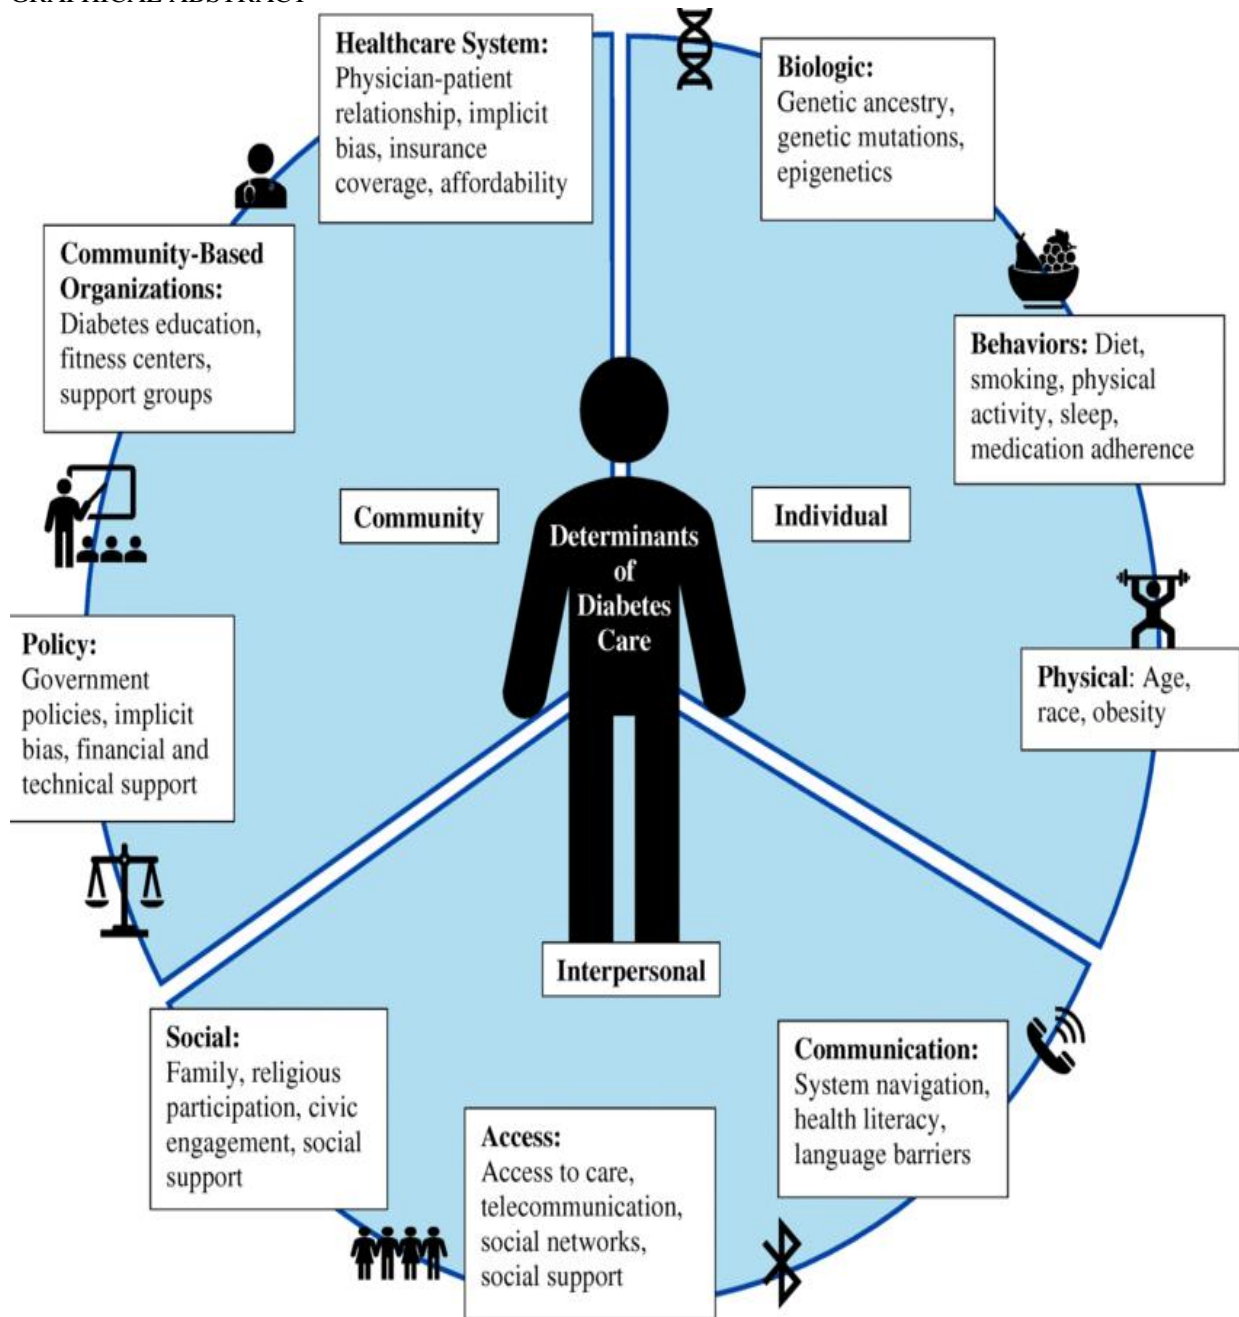 GRAPHICAL ABSTRACT
Healthcare System:
Physician-patient
relationship, implicit
bias, insurance
coverage, affordability
Biologic:
Genetic ancestry,
genetic mutations,
epigenetics
Community-Based
Organizations:
Diabetes education,
fitness centers,
support groups
Behaviors: Diet,
smoking, physical
activity, sleep,
medication adherence
Community
Individual
Determinants
of
Diabetes
Care
Policy:
Government
policies, implicit
bias, financial and
technical support
Physical: Age,
race, obesity
Interpersonal
Social:
Family, religious
participation, civic
engagement, social
support
Access:
Access to care,
telecommunication,
social networks,
social support
Communication:
System navigation,
health literacy,
language barriers